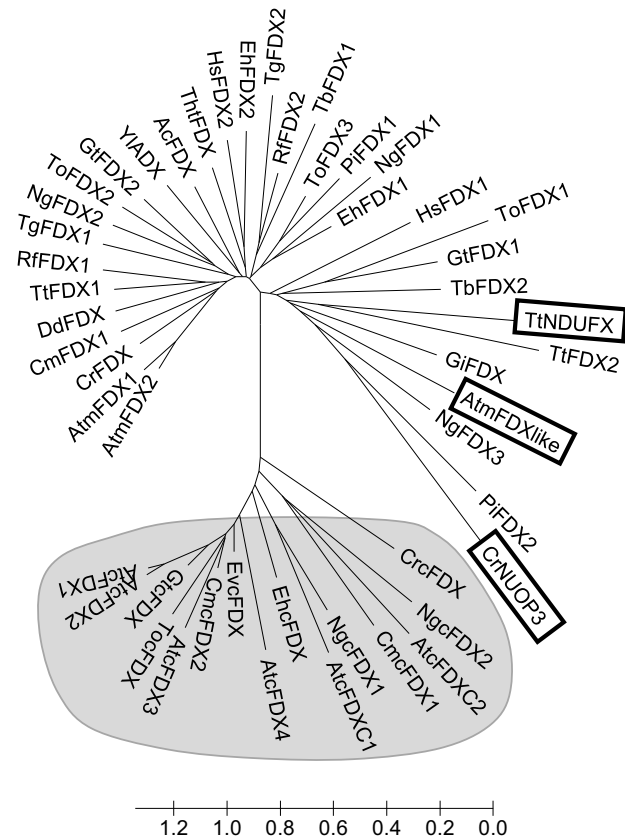 TgFDX2
EhFDX2
HsFDX2
TbFDX1
RfFDX2
ThtFDX
AcFDX
ToFDX3
PiFDX1
NgFDX1
YlADX
GtFDX2
ToFDX2
EhFDX1
HsFDX1
ToFDX1
NgFDX2
TgFDX1
GtFDX1
RfFDX1
TbFDX2
TtFDX1
TtNDUFX
DdFDX
TtFDX2
CmFDX1
GiFDX
CrFDX
AtmFDXlike
AtmFDX1
AtmFDX2
NgFDX3
PiFDX2
CrNUOP3
CrcFDX
AtcFDX1
AtcFDX2
GtcFDX
EvcFDX
EhcFDX
NgcFDX2
CmcFDX2
TocFDX
AtcFDX3
AtcFDX4
NgcFDX1
CmcFDX1
AtcFDXC2
AtcFDXC1
1.2 1.0 0.8 0.6 0.4 0.2 0.0